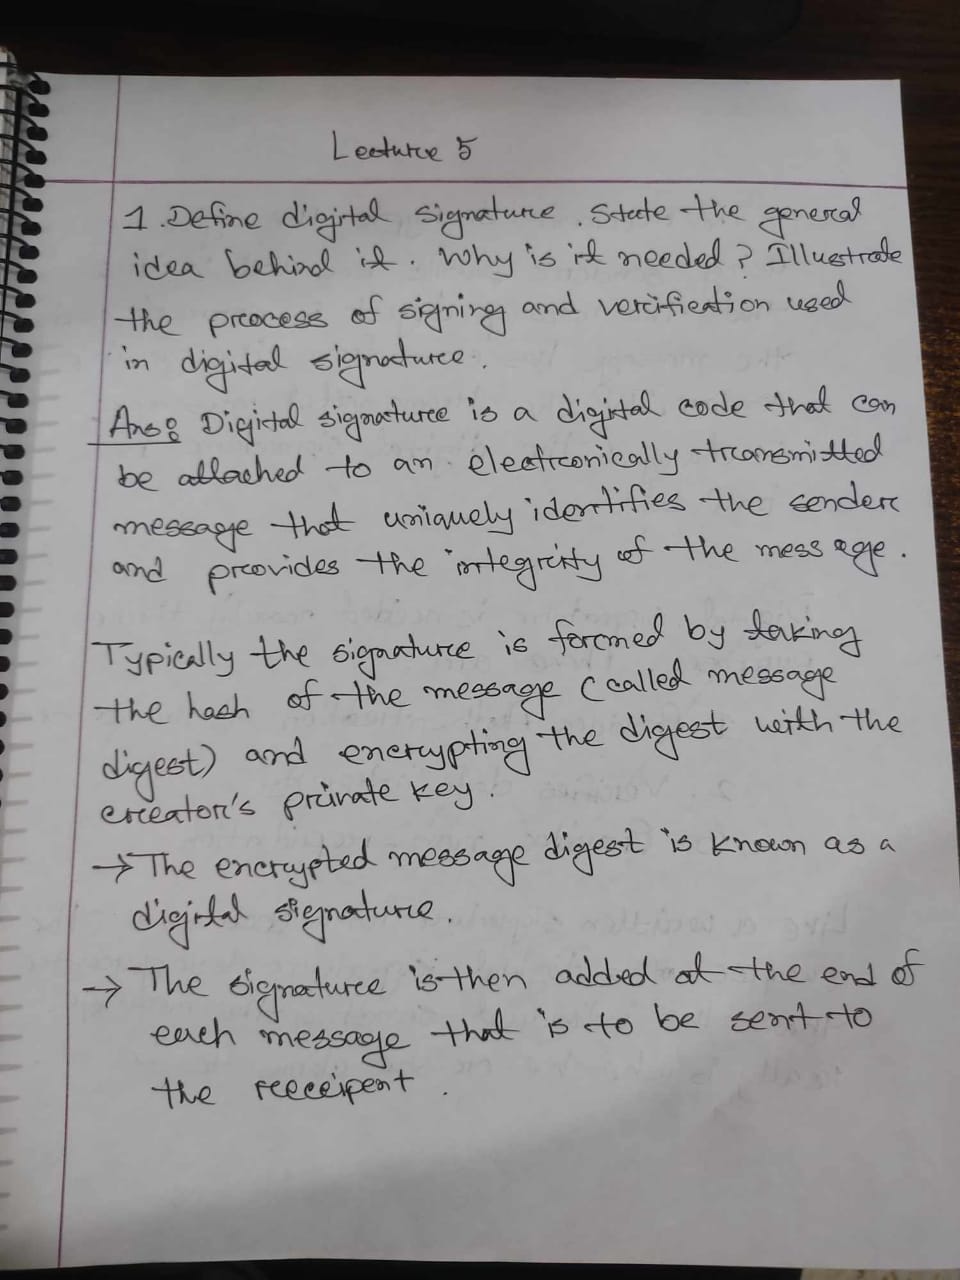 Lecture 5
1. Define digital signature. State the general
idea behind it. Why is it needed? Illustrate
the process of signing and verification used
in digital signature.
Ans: Digital signature is a digital code that can
be attached to an electronically transmitted
message that uniquely identifies the sender
and provides the integrity of the message.
Typically the signature is formed by taking
the hash of the message (called message
digest) and encrypting the digest with the
creator's private key.
→ The encrypted message digest is known as a
digital signature.
→ The signature is then added at the end of
each message that is to be sent to
the receeipent.